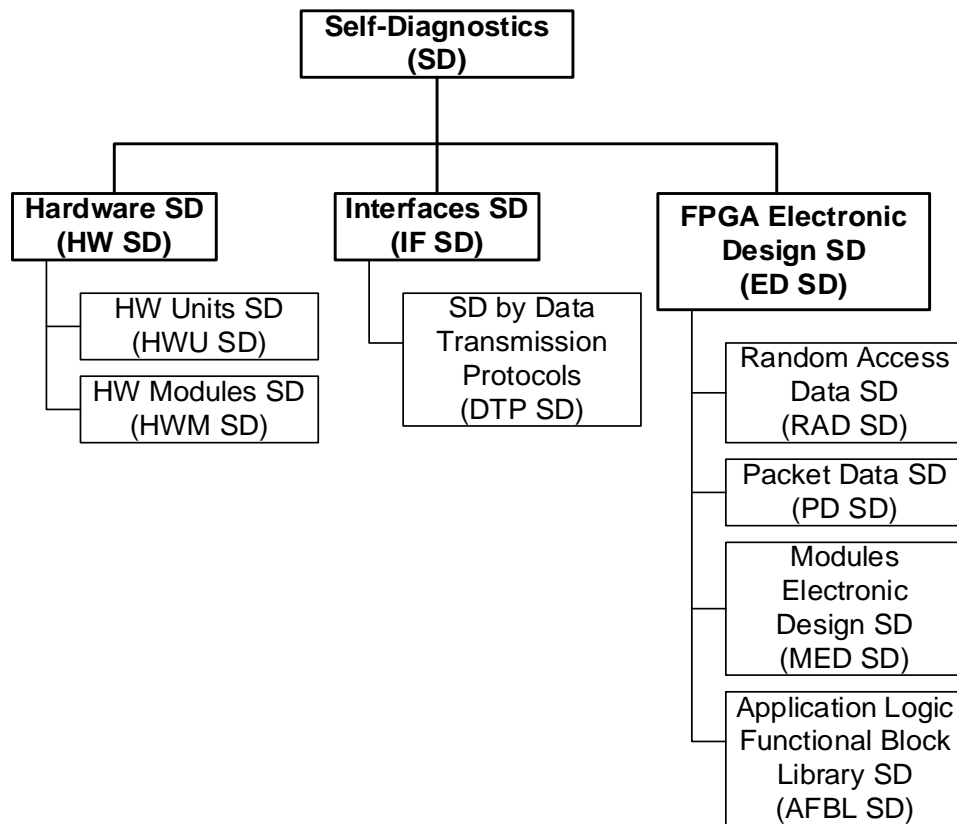 Self-Diagnostics
(SD)
Hardware SD
(HW SD)
HW Units SD
(HWU SD)
HW Modules SD
(HWM SD)
Interfaces SD
(IF SD)
SD by Data
Transmission
Protocols
(DTP SD)
FPGA Electronic
Design SD
(ED SD)
Random Access
Data SD
(RAD SD)
Packet Data SD
(PD SD)
Modules
Electronic
Design SD
(MED SD)
Application Logic
Functional Block
Library SD
(AFBL SD)